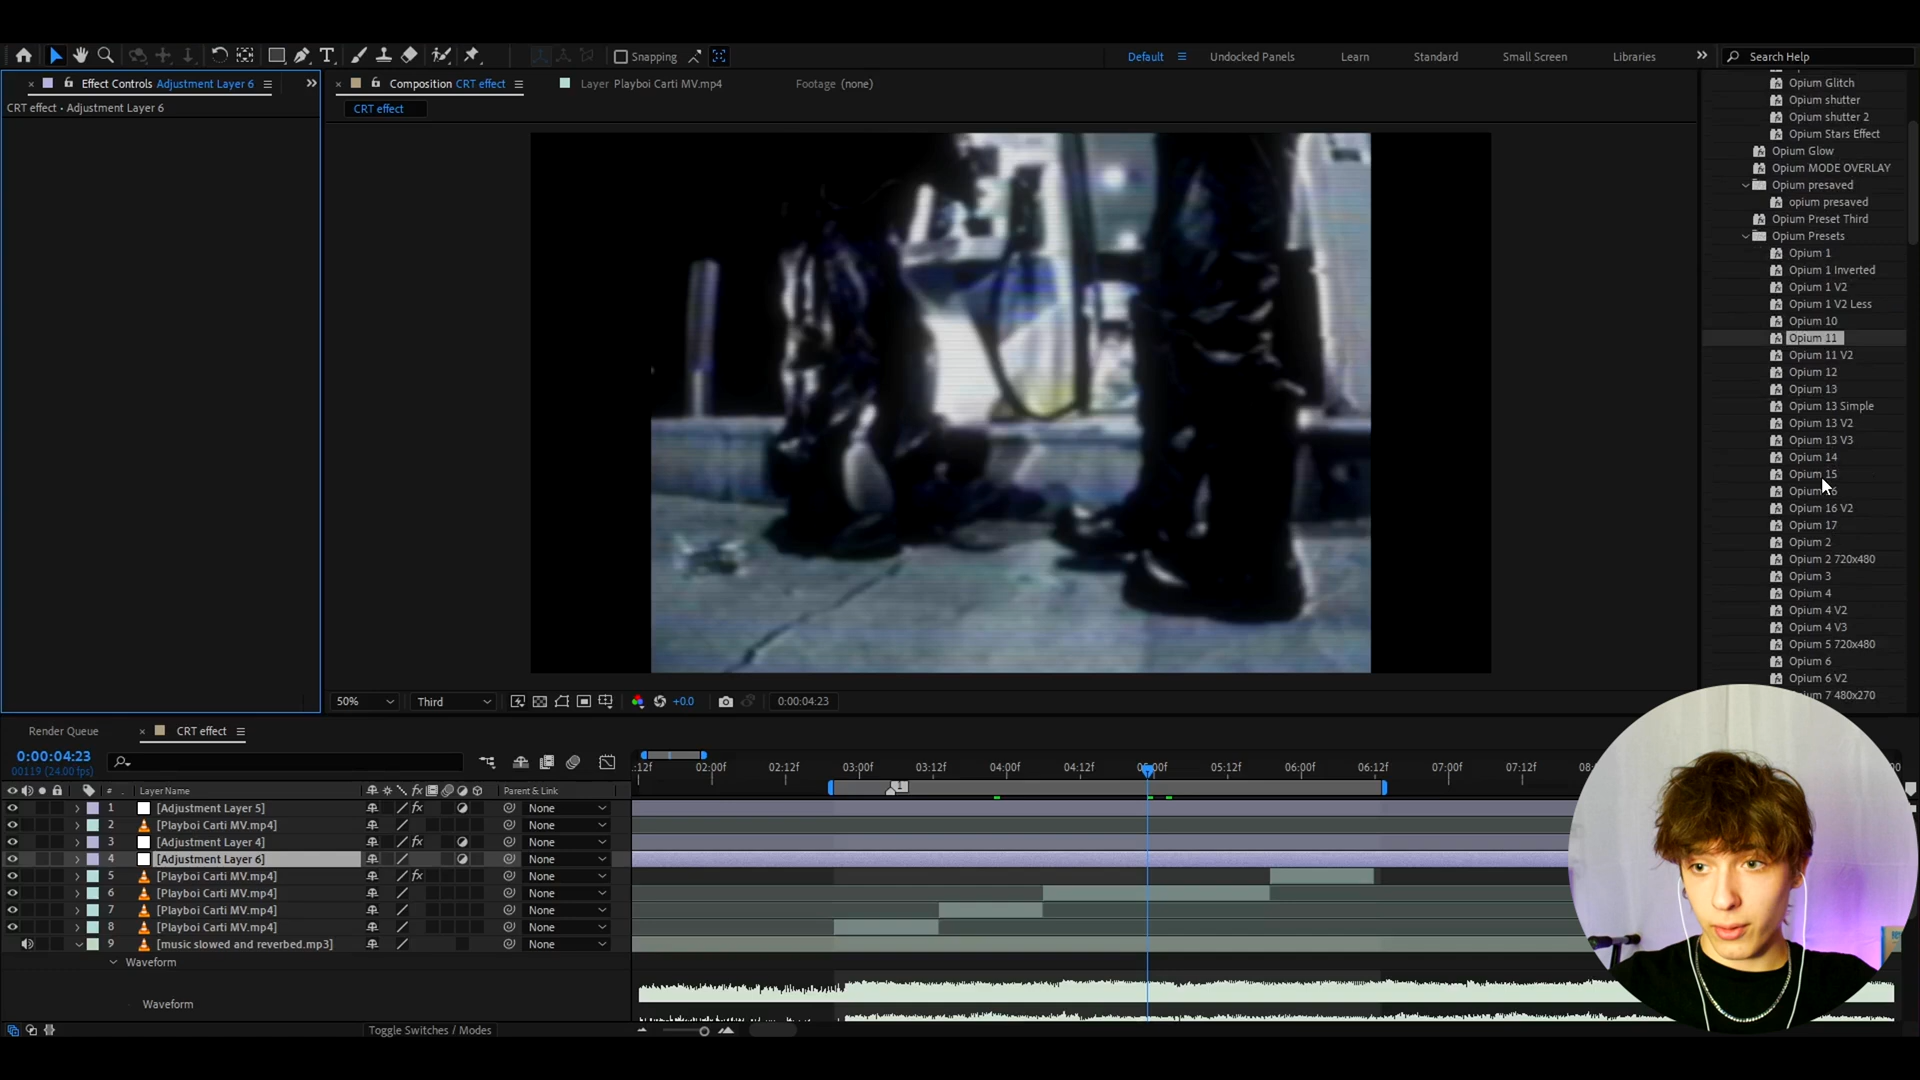 Snapping
Default
Undocked Panels
Learn
Standard
Small Screen
Libraries
Search Help
Effect Controls Adjustment Layer 6
Composition CRT effect
Layer Playboi Carti MV.mp4
Footage (none)
CRT effect • Adjustment Layer 6
CRT effect
Opium Glitch
Opium shutter
Opium shutter 2
Opium Stars Effect
Opium Glow
Opium MODE OVERLAY
Opium presaved
opium presaved
Opium Preset Third
Opium Presets
Opium 1
Opium 1 Inverted
Opium 1 V2
Opium 1 V2 Less
Opium 10
Opium 11
Opium 11 V2
Opium 12
Opium 13
Opium 13 Simple
Opium 13 V2
Opium 13 V3
Opium 14
Opium 15
Opium 16
Opium 16 V2
Opium 17
Opium 2
Opium 2 720x480
Opium 3
Opium 4
Opium 4 V2
Opium 4 V3
Opium 5 720x480
Opium 6
Opium 6 V2
7 480x270
50%
Third
+0.0
0:00:04:23
Render Queue
CRT effect
0:00:04:23
00119 (24.00 fps)
:12f 02:00f 02:12f 03:00f 03:12f 04:00f 04:12f 05:00f 05:12f 06:00f 06:12f 07:00f 07:12f
# Layer Name Parent & Link
1
1 [Adjustment Layer 5] fx None
2 [Playboi Carti MV.mp4] None
3 [Adjustment Layer 4] fx None
4 [Adjustment Layer 6] None
5 [Playboi Carti MV.mp4] fx None
6 [Playboi Carti MV.mp4] None
7 [Playboi Carti MV.mp4] None
8 [Playboi Carti MV.mp4] None
9 [music slowed and reverbed.mp3] None
Waveform
Waveform
Toggle Switches / Modes